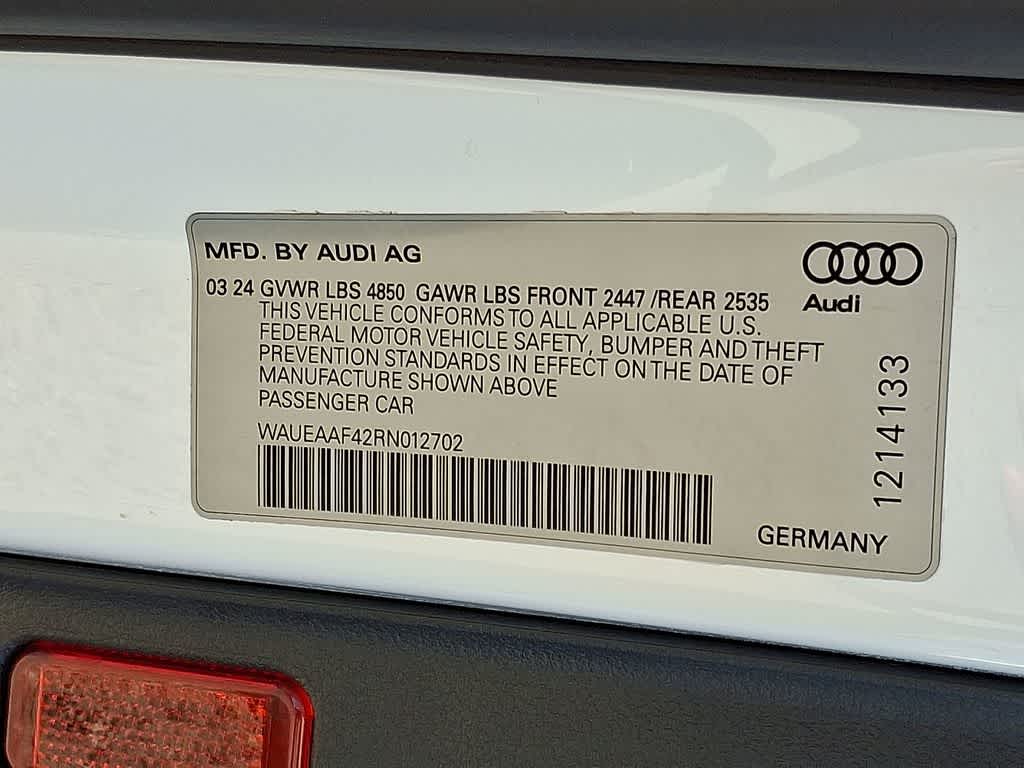 MFD. BY AUDI AG
Audi
03 24 GVWR LBS 4850 GAWR LBS FRONT 2447 /REAR 2535
THIS VEHICLE CONFORMS TO ALL APPLICABLE U.S.
FEDERAL MOTOR VEHICLE SAFETY, BUMPER AND THEFT
PREVENTION STANDARDS IN EFFECT ON THE DATE OF
MANUFACTURE SHOWN ABOVE
PASSENGER CAR
WAUEAAF42RN012702
1214133
GERMANY